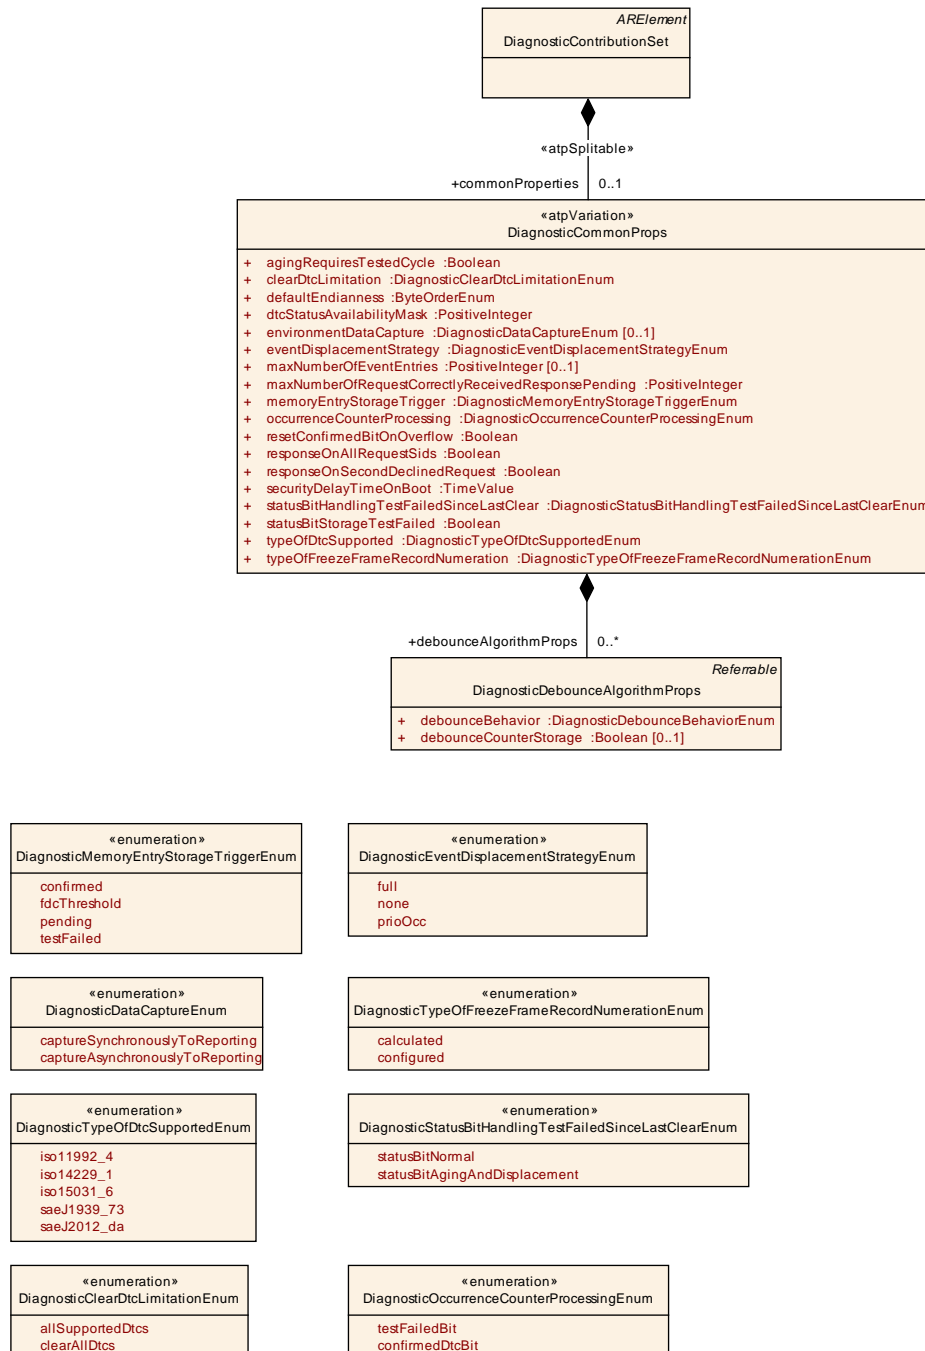 ARElement
DiagnosticContributionSet
«atpSplitable»
+commonProperties 0..1
«atpVariation»
DiagnosticCommonProps
+ agingRequiresTestedCycle :Boolean
+ clearDtcLimitation :DiagnosticClearDtcLimitationEnum
+ defaultEndianness :ByteOrderEnum
+ dtcStatusAvailabilityMask :PositiveInteger
+ environmentDataCapture :DiagnosticDataCaptureEnum [0..1]
+ eventDisplacementStrategy :DiagnosticEventDisplacementStrategyEnum
+ maxNumberOfEventEntries :PositiveInteger [0..1]
+ maxNumberOfRequestCorrectlyReceivedResponsePending :PositiveInteger
+ memoryEntryStorageTrigger :DiagnosticMemoryEntryStorageTriggerEnum
+ occurrenceCounterProcessing :DiagnosticOccurrenceCounterProcessingEnum
+ resetConfirmedBitOnOverflow :Boolean
+ responseOnAllRequestSids :Boolean
+ responseOnSecondDeclinedRequest :Boolean
+ securityDelayTimeOnBoot :TimeValue
+ statusBitHandlingTestFailedSinceLastClear :DiagnosticStatusBitHandlingTestFailedSinceLastClearEnum
+ statusBitStorageTestFailed :Boolean
+ typeOfDtcSupported :DiagnosticTypeOfDtcSupportedEnum
+ typeOfFreezeFrameRecordNumeration :DiagnosticTypeOfFreezeFrameRecordNumerationEnum
+debounceAlgorithmProps 0..*
Referrable
DiagnosticDebounceAlgorithmProps
+ debounceBehavior :DiagnosticDebounceBehaviorEnum
+ debounceCounterStorage :Boolean [0..1]
«enumeration»
DiagnosticMemoryEntryStorageTriggerEnum
confirmed
fdcThreshold
pending
testFailed
«enumeration»
DiagnosticEventDisplacementStrategyEnum
full
none
prioOcc
«enumeration»
DiagnosticDataCaptureEnum
captureSynchronouslyToReporting
captureAsynchronouslyToReporting
«enumeration»
DiagnosticTypeOfFreezeFrameRecordNumerationEnum
calculated
configured
«enumeration»
DiagnosticTypeOfDtcSupportedEnum
iso11992_4
iso14229_1
iso15031_6
saeJ1939_73
saeJ2012_da
«enumeration»
DiagnosticStatusBitHandlingTestFailedSinceLastClearEnum
statusBitNormal
statusBitAgingAndDisplacement
«enumeration»
DiagnosticClearDtcLimitationEnum
allSupportedDtcs
clearAllDtcs
«enumeration»
DiagnosticOccurrenceCounterProcessingEnum
testFailedBit
confirmedDtcBit